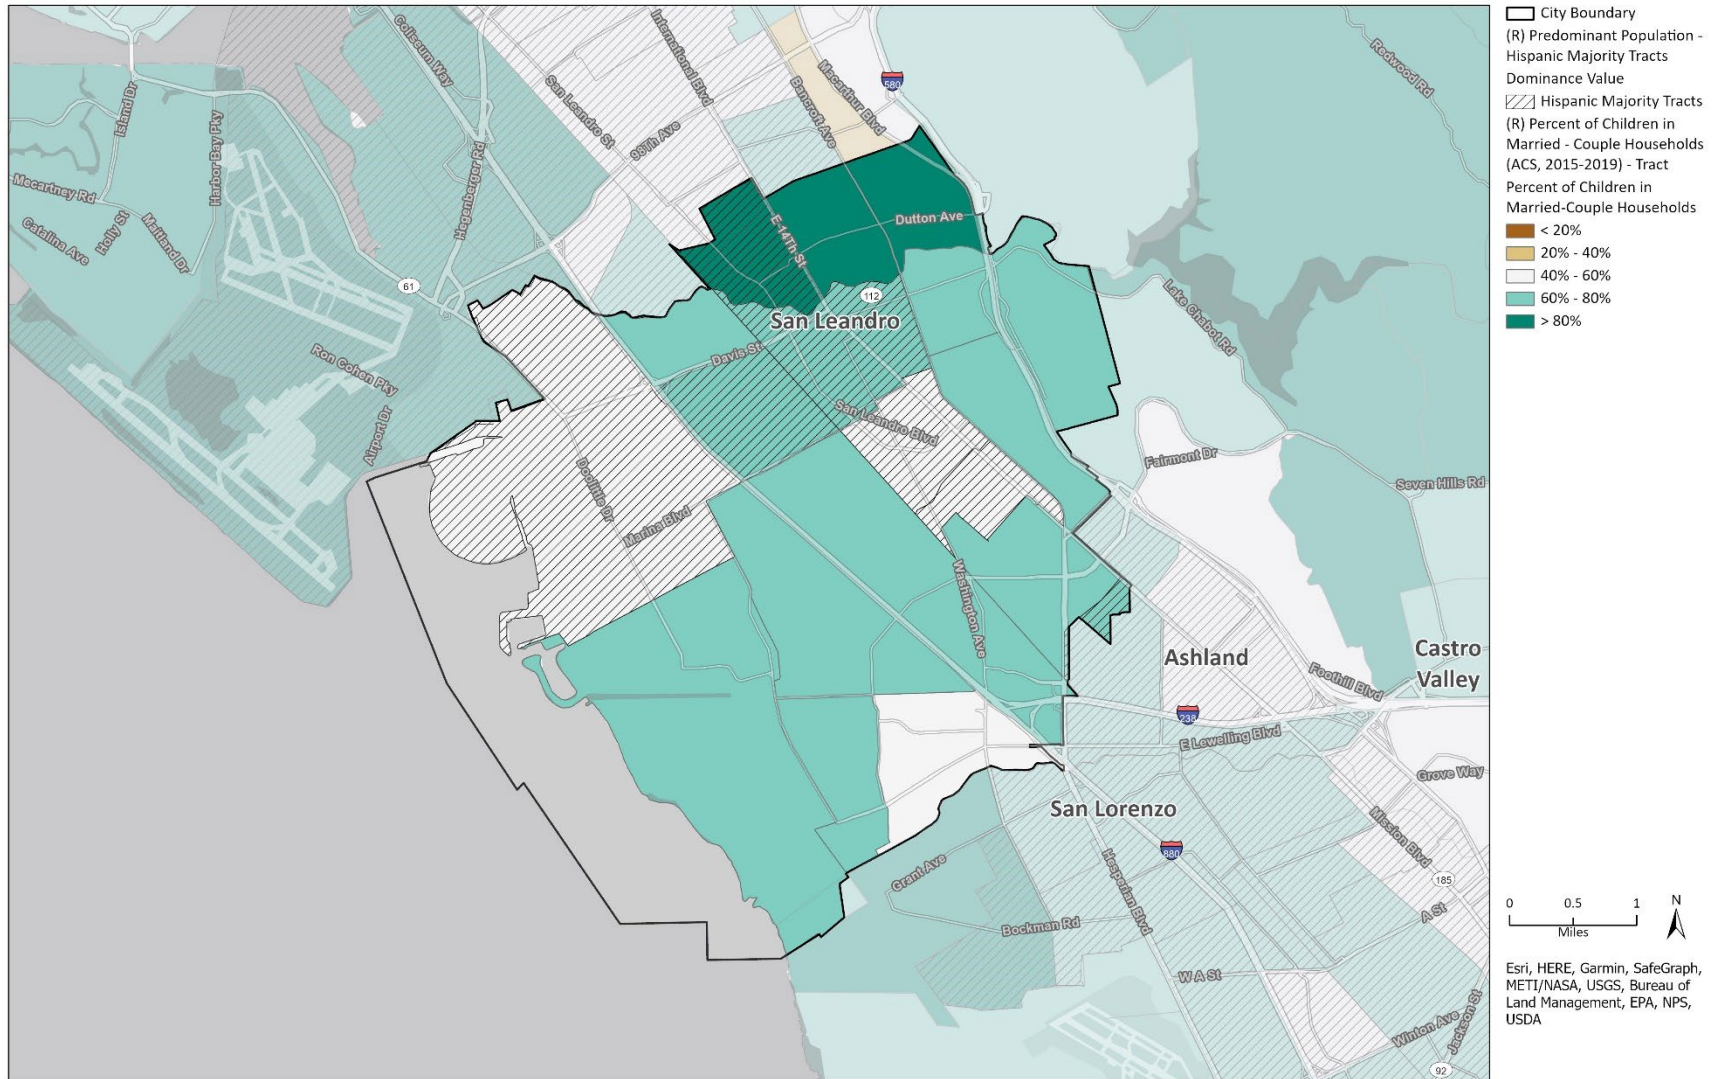 City Boundary
(R) Predominant Population -
Hispanic Majority Tracts
Dominance Value
Hispanic Majority Tracts
(R) Percent of Children in
Married - Couple Households
(ACS, 2015-2019) - Tract
Percent of Children in
Married-Couple Households
< 20%
20% - 40%
40% - 60%
60% - 80%
> 80%
0 0.5 1
Miles
N
Esri, HERE, Garmin, SafeGraph,
METI/NASA, USGS, Bureau of
Land Management, EPA, NPS,
USDA
Coliseum Way
International Blvd
San Leandro St
Macarthur Blvd
Bancroft Ave
580
Redwood Rd
Island Dr
Harbor Bay Pky
98Th Ave
Hegenberger Rd
Mecartney Rd
Holly St
Maitland Dr
Catalina Ave
Dutton Ave
E 14Th St
61
112
San Leandro
Lake Chabot Rd
Ron Cohen Pky
Davis St
Airport Dr
San Leandro Blvd
Doolittle Dr
Fairmont Dr
Seven Hills Rd
Marina Blvd
Washington Ave
Ashland
Castro
Valley
Foothill Blvd
238
E Lewelling Blvd
Grove Way
San Lorenzo
Mission Blvd
880
Grant Ave
Hesperian Blvd
185
A St
Bockman Rd
W A St
Winton Ave
Jackson St
92